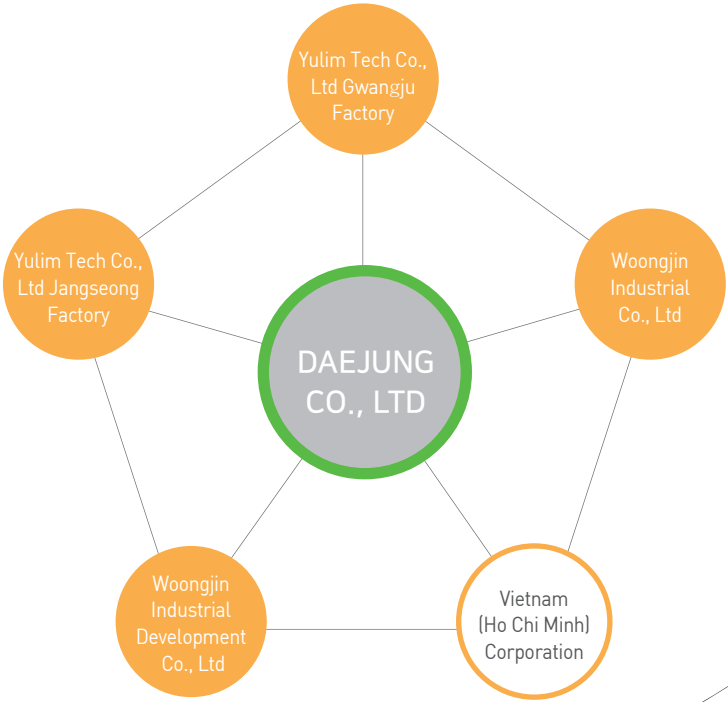 Yulim Tech Co.,
Ltd Gwangju
Factory
Yulim Tech Co.,
Ltd Jangseong
Factory
Woongjin
Industrial
Co., Ltd
DAEJUNG
CO., LTD
Woongjin
Industrial
Development
Co., Ltd
Vietnam
(Ho Chi Minh)
Corporation